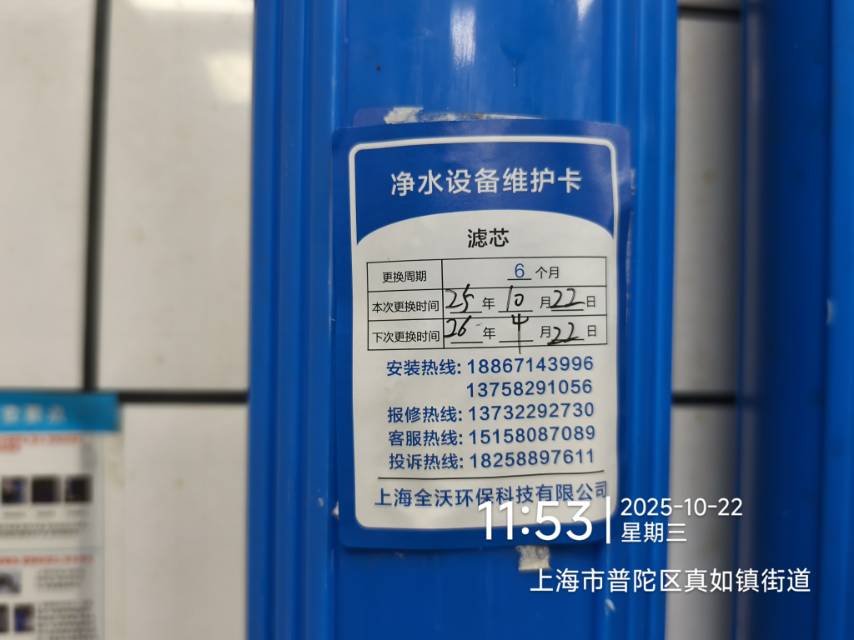 净水设备维护卡
滤芯
更换周期 6 个月
本次更换时间 25 年 10 月 22 日
下次更换时间 26 年 4 月 22 日
安装热线: 18867143996
13758291056
报修热线: 13732292730
客服热线: 15158087089
投诉热线: 18258897611
上海全沃环保科技有限公司
11:53
2025-10-22
星期三
上海市普陀区真如镇街道